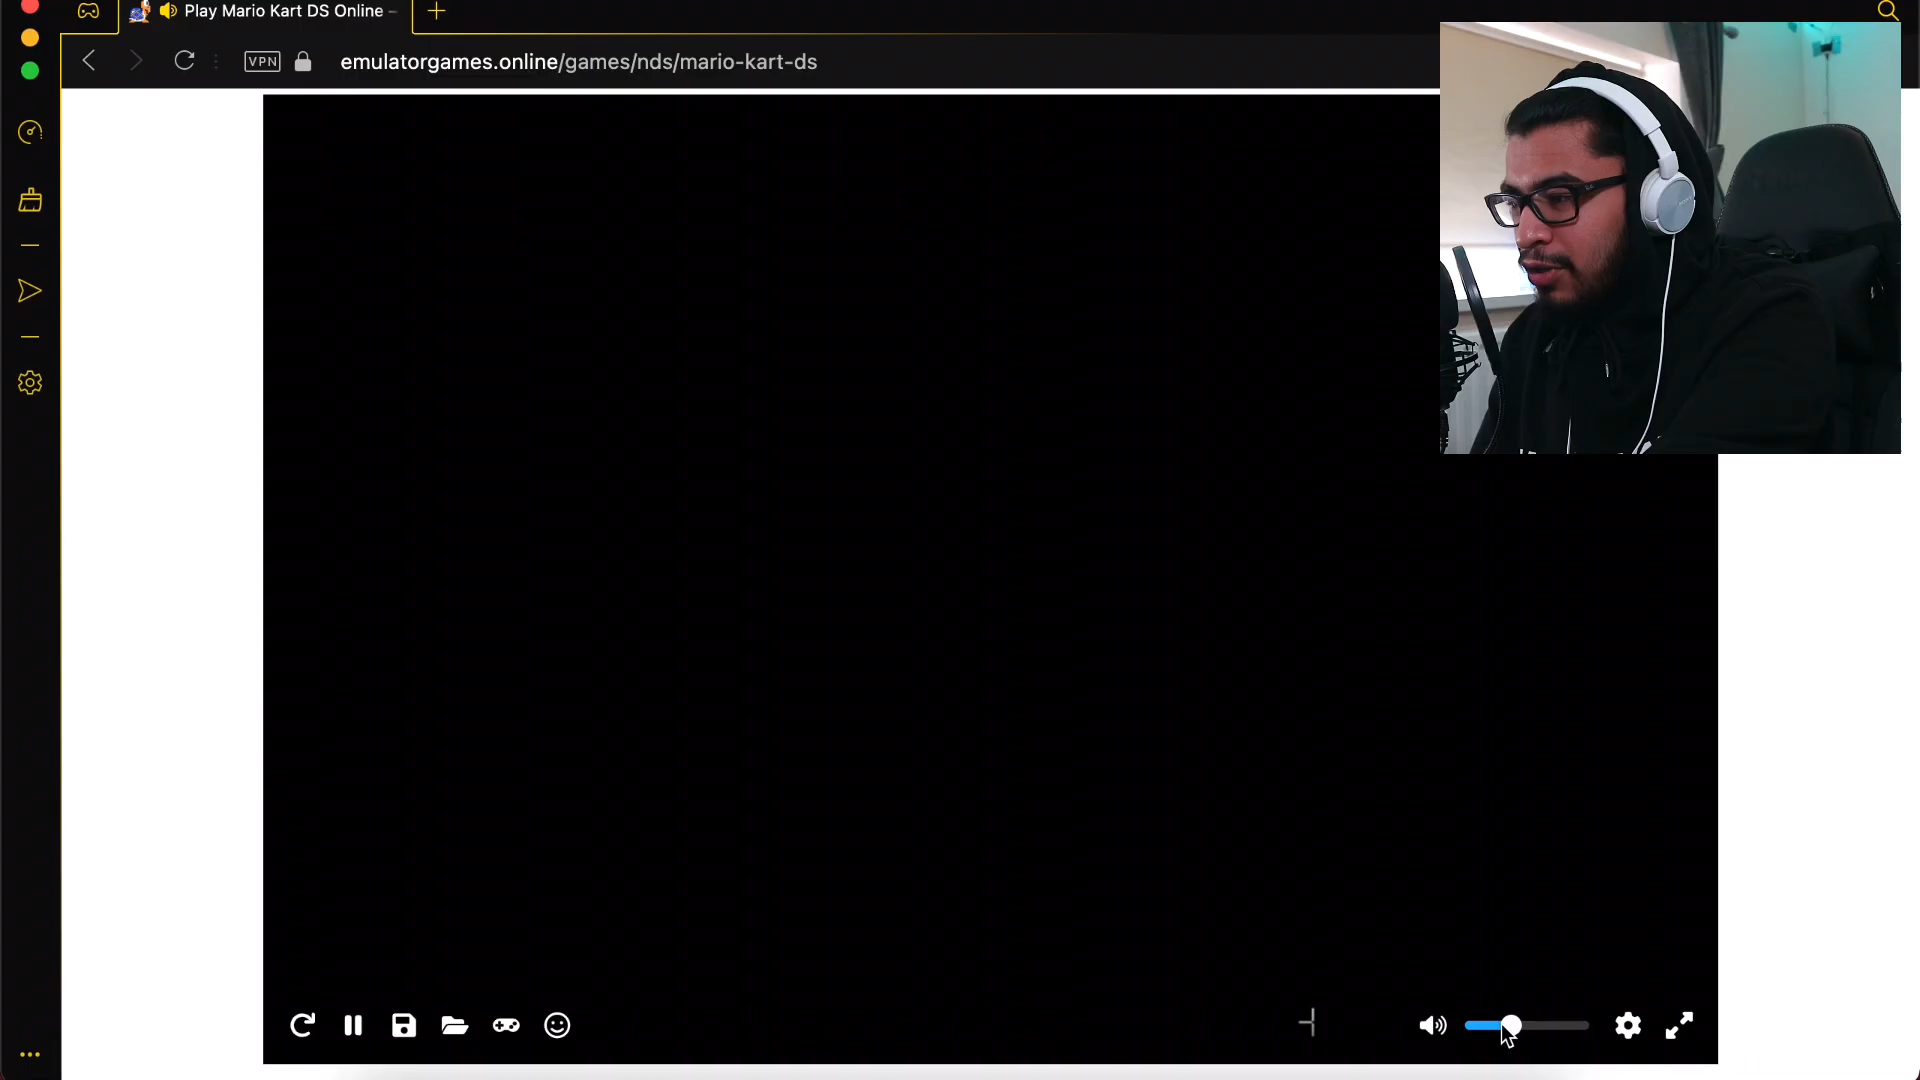 Play Mario Kart DS Online –
VPN
emulatorgames.online/games/nds/mario-kart-ds